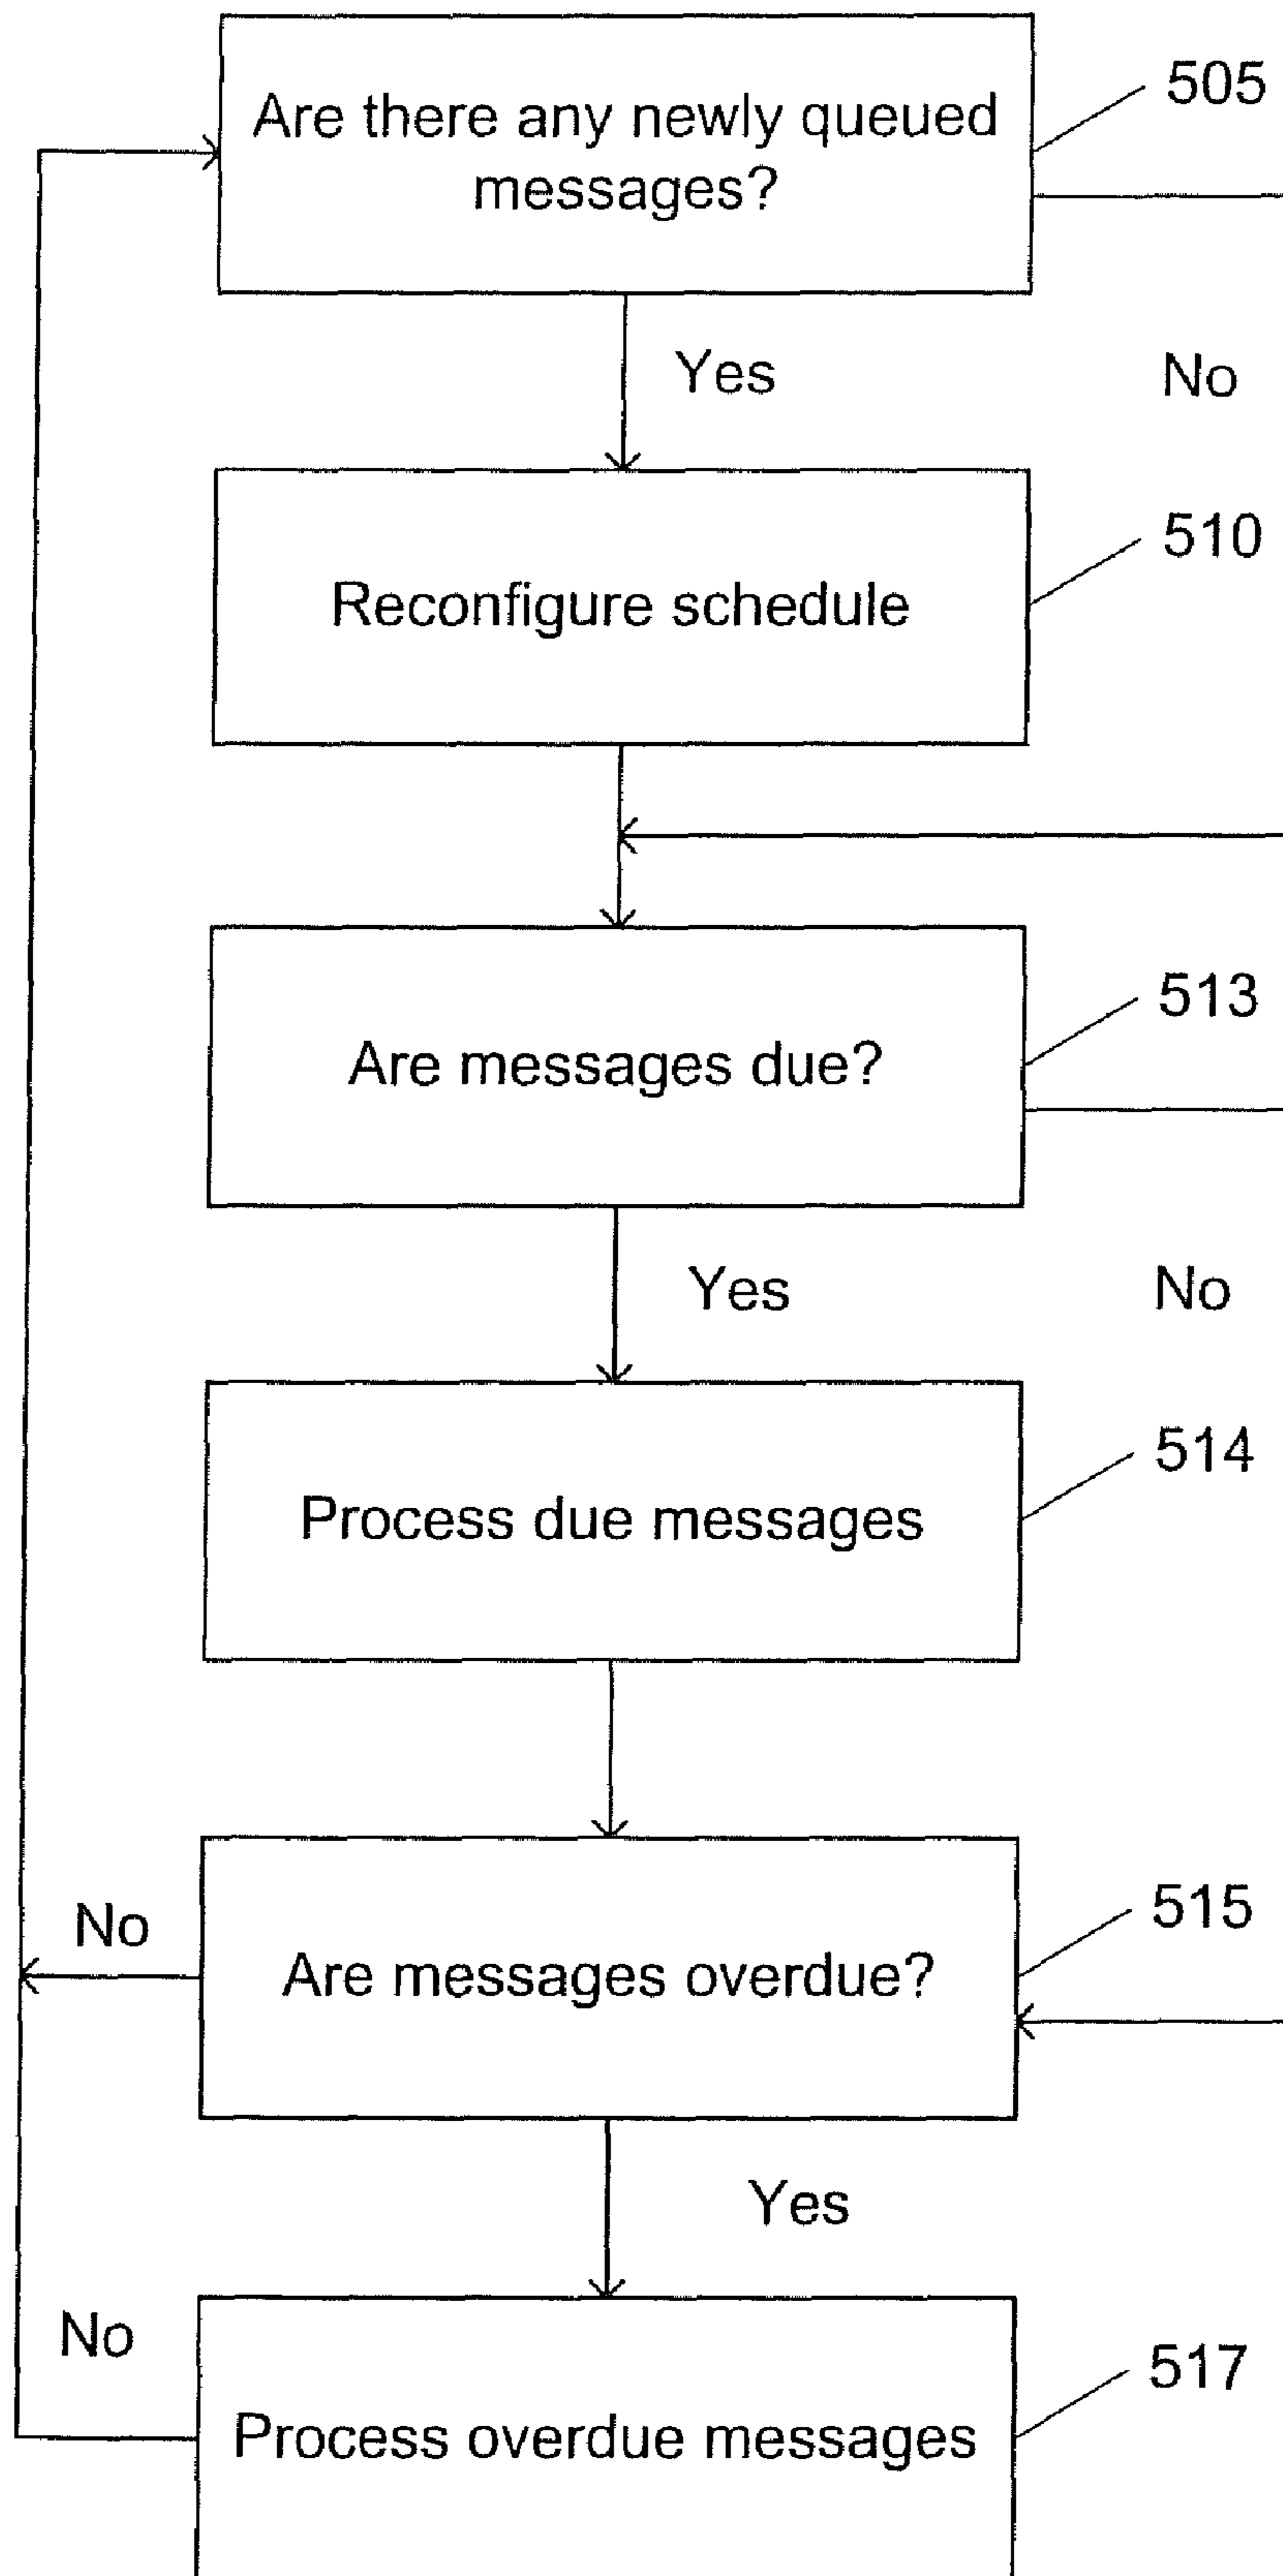 Are there any newly queued
messages?
505
Yes
No
Reconfigure schedule
510
Are messages due?
513
Yes
No
Process due messages
514
Are messages overdue?
515
No
Yes
Process overdue messages
517
No